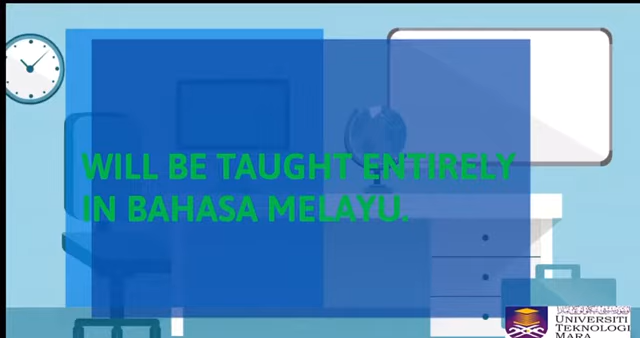 WILL BE TAUGHT ENTIRELY
IN BAHASA MELAYU.
UNIVERSITI
TEKNOLOGI
MARA